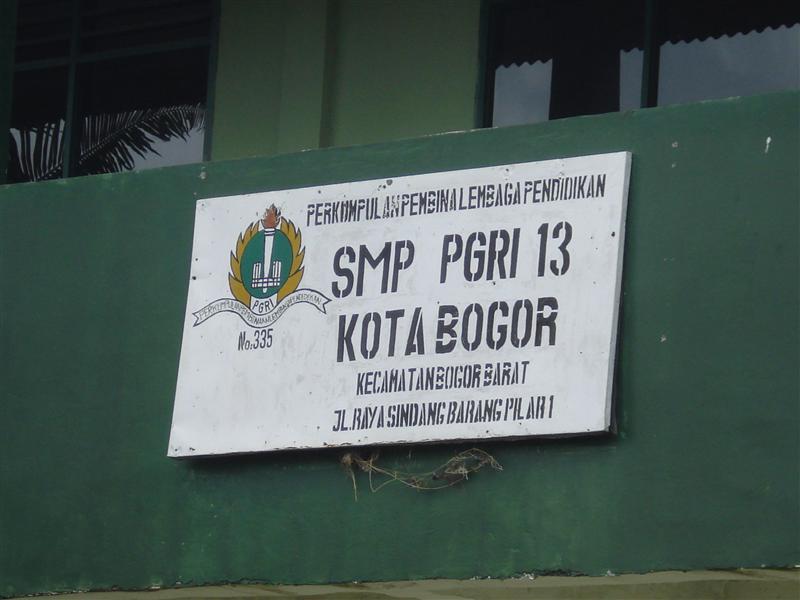 PERKUMPULAN PEMBINA LEMBAGA PENDIDIKAN
SMP PGRI 13
KOTA BOGOR
KECAMATAN BOGOR BARAT
JL. RAYA SINDANG BARANG PILAR 1
PGRI
No: 335